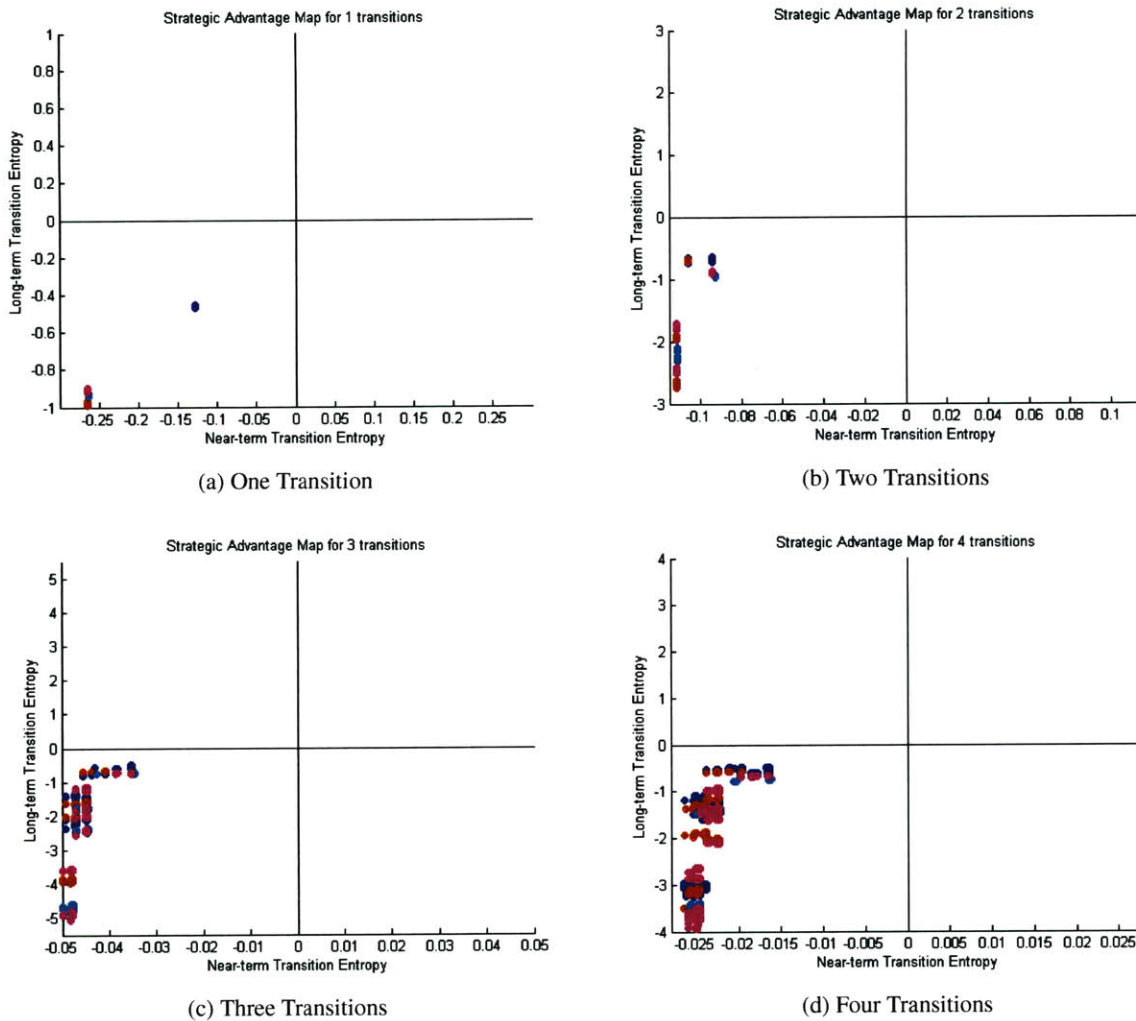 Strategic Advantage Map for 1 transitions
1
0.8
0.6
0.4
0.2
0
-0.2
-0.4
-0.6
-0.8
-1
Long-term Transition Entropy
-0.25 -0.2 -0.15 -0.1 -0.05 0 0.05 0.1 0.15 0.2 0.25
Near-term Transition Entropy
(a) One Transition
Strategic Advantage Map for 2 transitions
3
2
1
0
-1
-2
-3
Long-term Transition Entropy
-0.1 -0.08 -0.06 -0.04 -0.02 0 0.02 0.04 0.06 0.08 0.1
Near-term Transition Entropy
(b) Two Transitions
Strategic Advantage Map for 3 transitions
5
4
3
2
1
0
-1
-2
-3
-4
-5
Long-term Transition Entropy
-0.05 -0.04 -0.03 -0.02 -0.01 0 0.01 0.02 0.03 0.04 0.05
Near-term Transition Entropy
(c) Three Transitions
Strategic Advantage Map for 4 transitions
4
3
2
1
0
-1
-2
-3
-4
Long-term Transition Entropy
-0.025 -0.02 -0.015 -0.01 -0.005 0 0.005 0.01 0.015 0.02 0.025
Near-term Transition Entropy
(d) Four Transitions